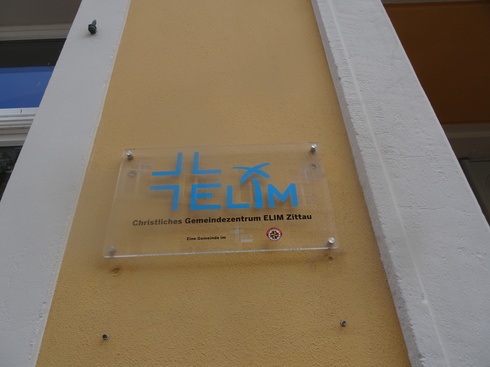 ELIM
Christliches Gemeindezentrum ELIM Zittau
Eine Gemeinde im